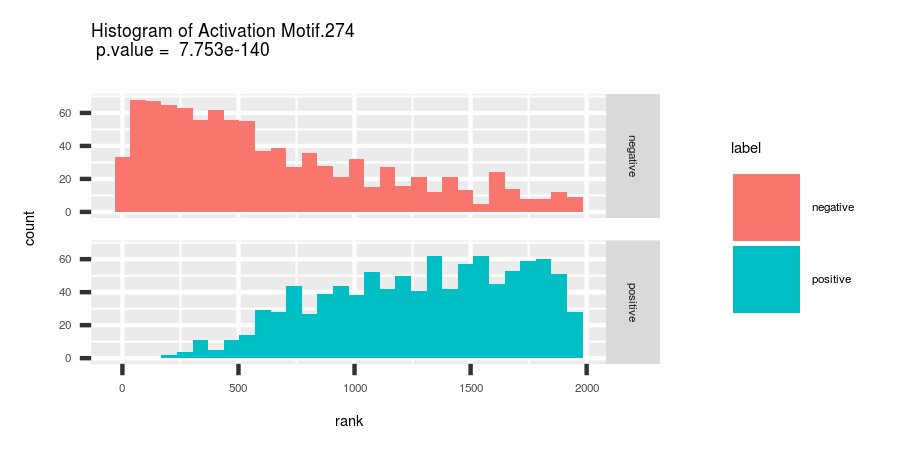 Histogram of Activation Motif.274
p.value = 7.753e-140
count
60
40
20
0
negative
60
40
20
0
positive
0 500 1000 1500 2000
rank
label
negative
positive